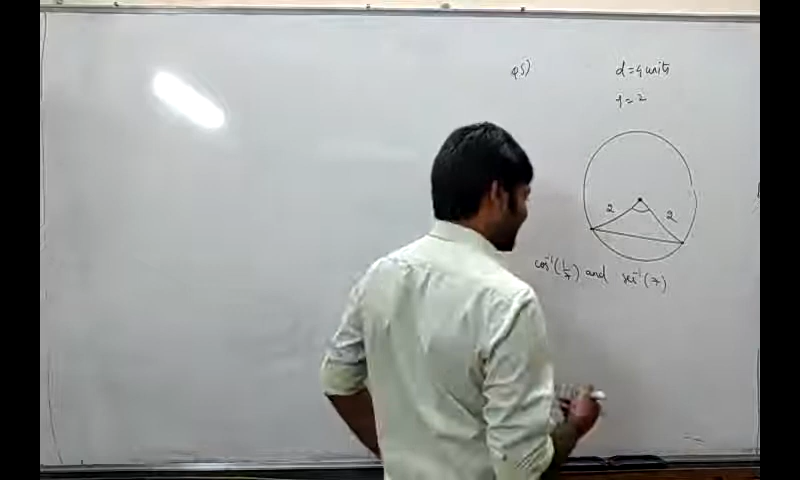 Q5)
d = 4 units
r = 2
2
2
cos⁻¹(1/7) and sec⁻¹(7)